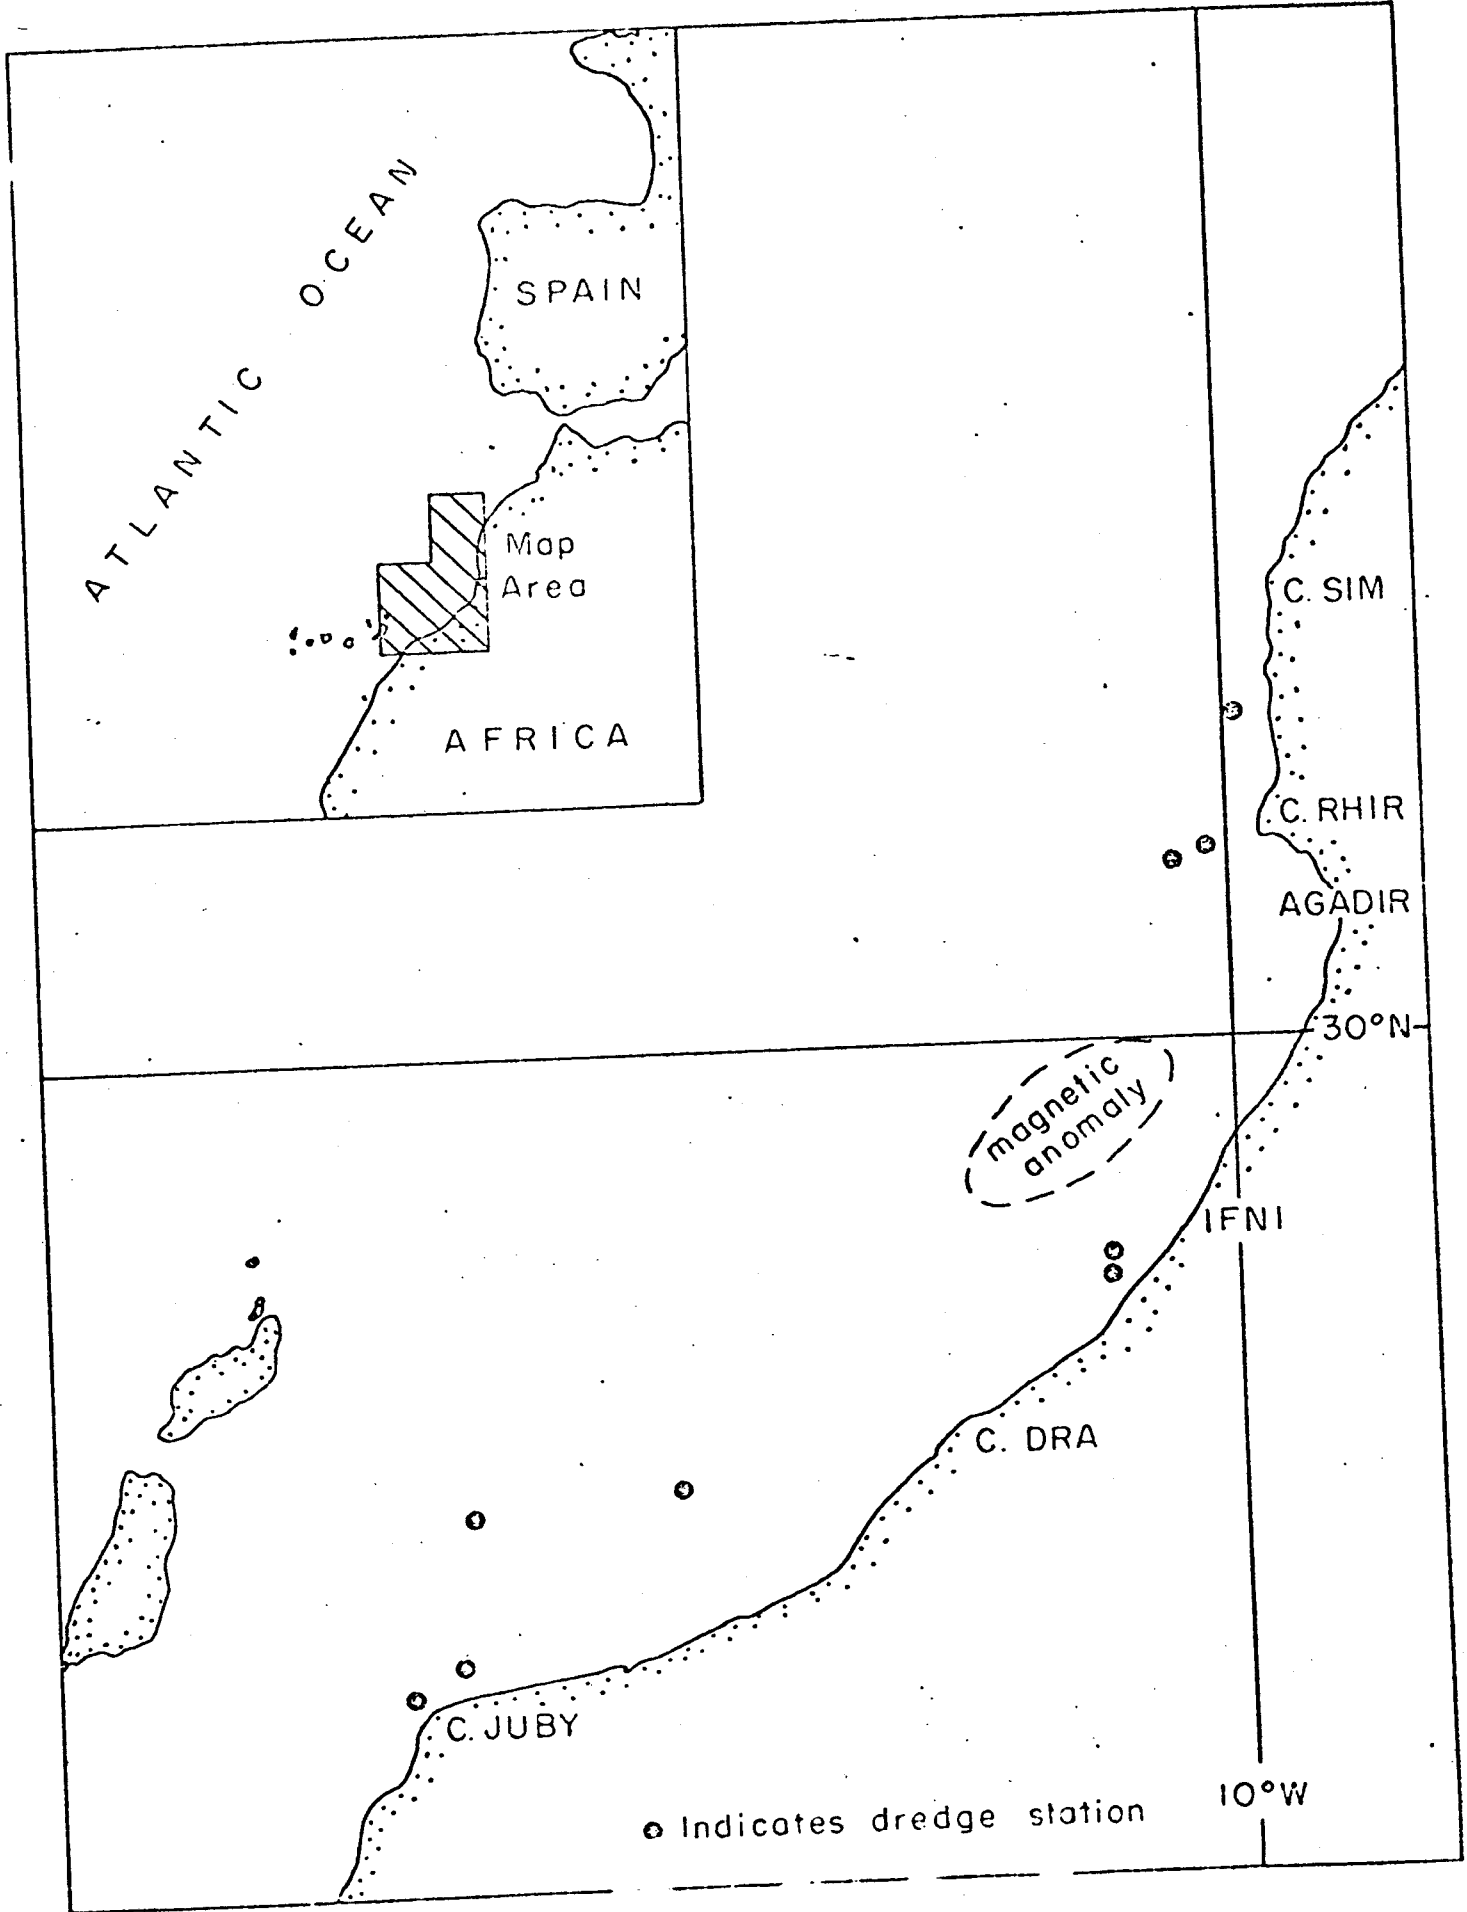 ATLANTIC OCEAN
SPAIN
Map
Area
AFRICA
C. SIM
C. RHIR
AGADIR
30°N
magnetic
anomaly
IFNI
C. DRA
C. JUBY
10°W
Indicates dredge station